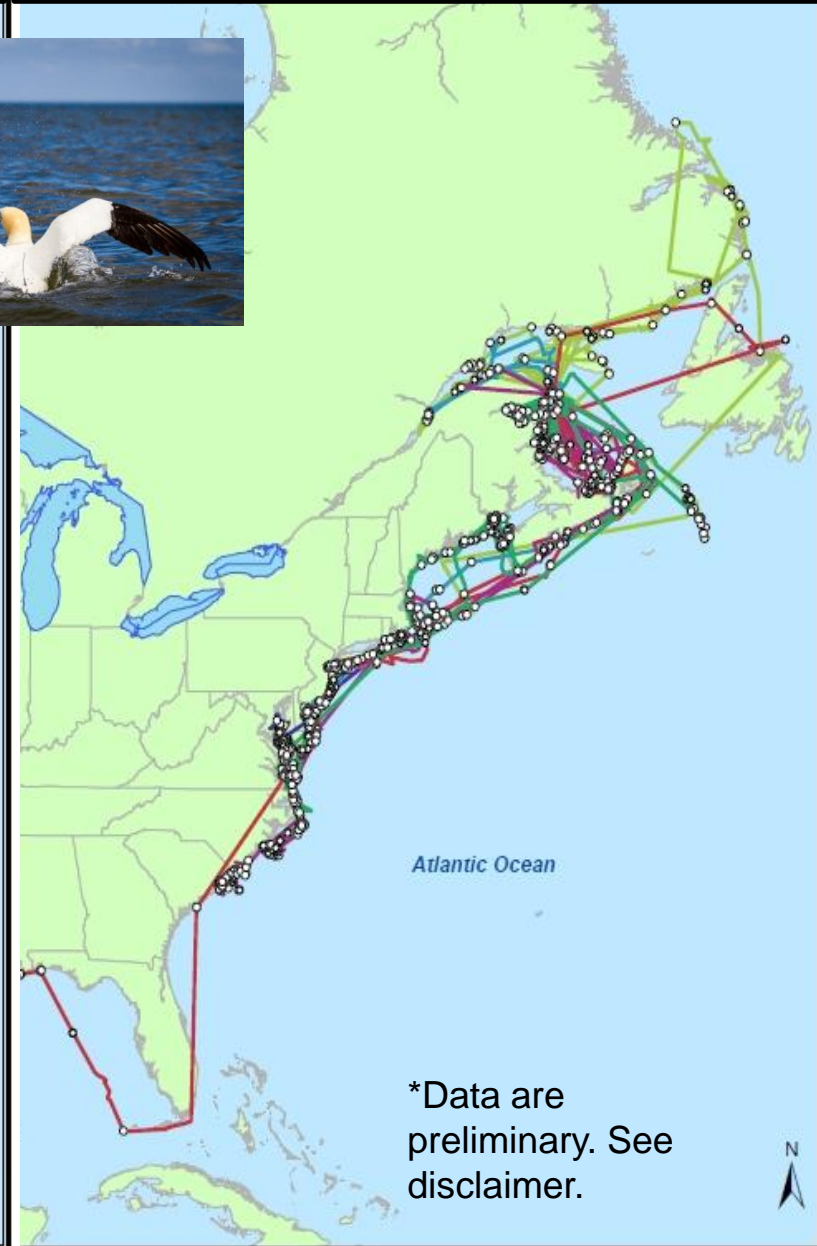 Atlantic Ocean
*Data are
preliminary. See
disclaimer.
N